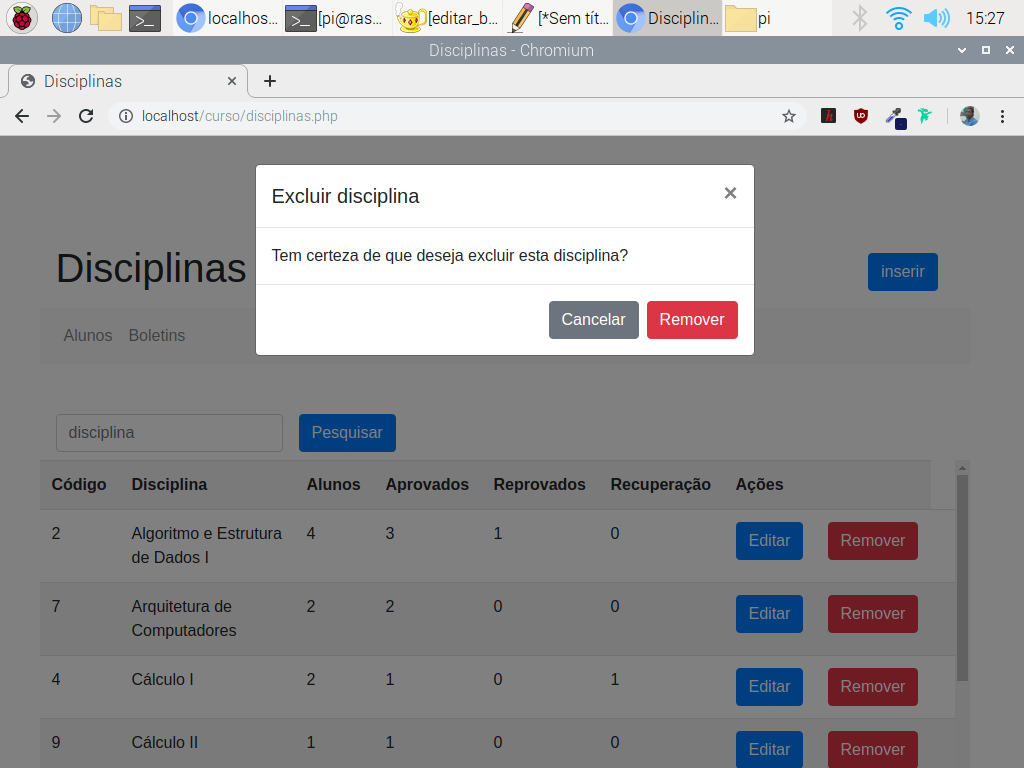 localhos... [pi@ras... [editar_b... [*Sem tít... Disciplin... pi 15:27
Disciplinas - Chromium
Disciplinas
localhost/curso/disciplinas.php
Excluir disciplina ×
Tem certeza de que deseja excluir esta disciplina?
Cancelar Remover
Disciplinas inserir
Alunos Boletins
disciplina Pesquisar
Código Disciplina Alunos Aprovados Reprovados Recuperação Ações
2 Algoritmo e Estrutura 4 3 1 0 Editar Remover
de Dados I
7 Arquitetura de 2 2 0 0 Editar Remover
Computadores
4 Cálculo I 2 1 0 1 Editar Remover
9 Cálculo II 1 1 0 0 Editar Remover